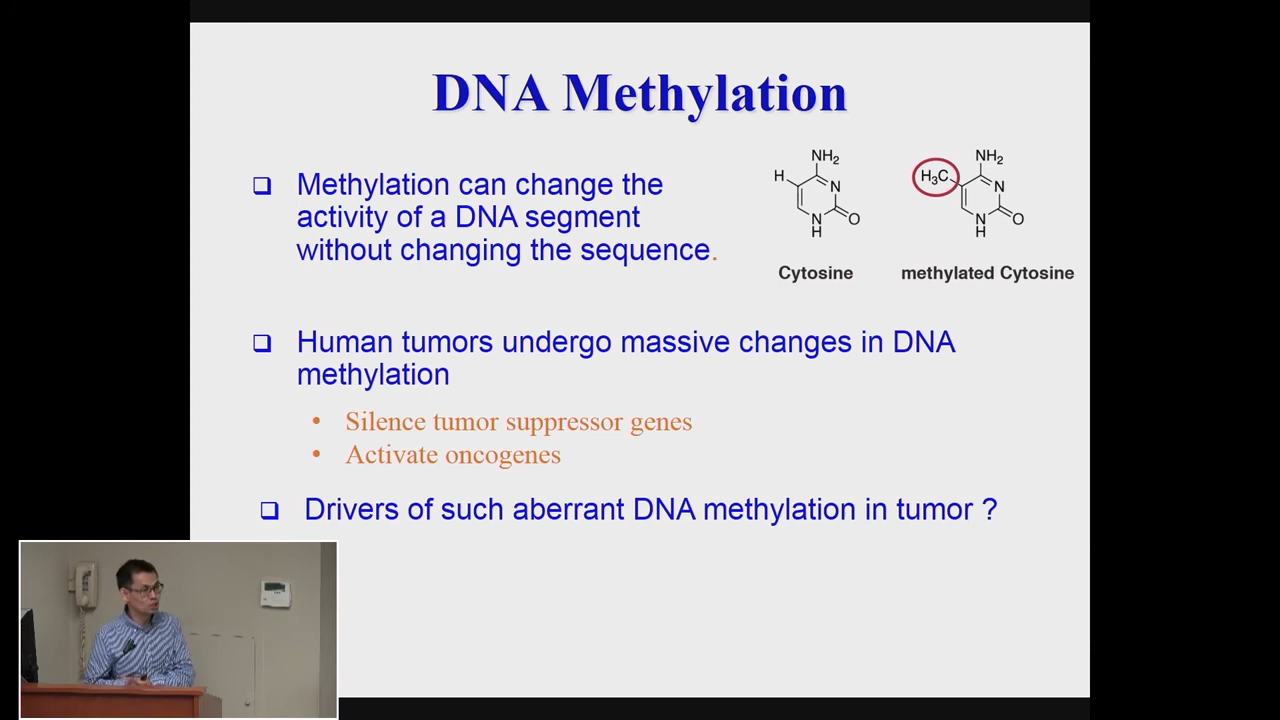 DNA Methylation
❑ Methylation can change the
activity of a DNA segment
without changing the sequence.
NH₂
H
N
N
H
O
Cytosine
NH₂
H₃C
N
N
H
O
methylated Cytosine
❑ Human tumors undergo massive changes in DNA
methylation
• Silence tumor suppressor genes
• Activate oncogenes
❑ Drivers of such aberrant DNA methylation in tumor ?